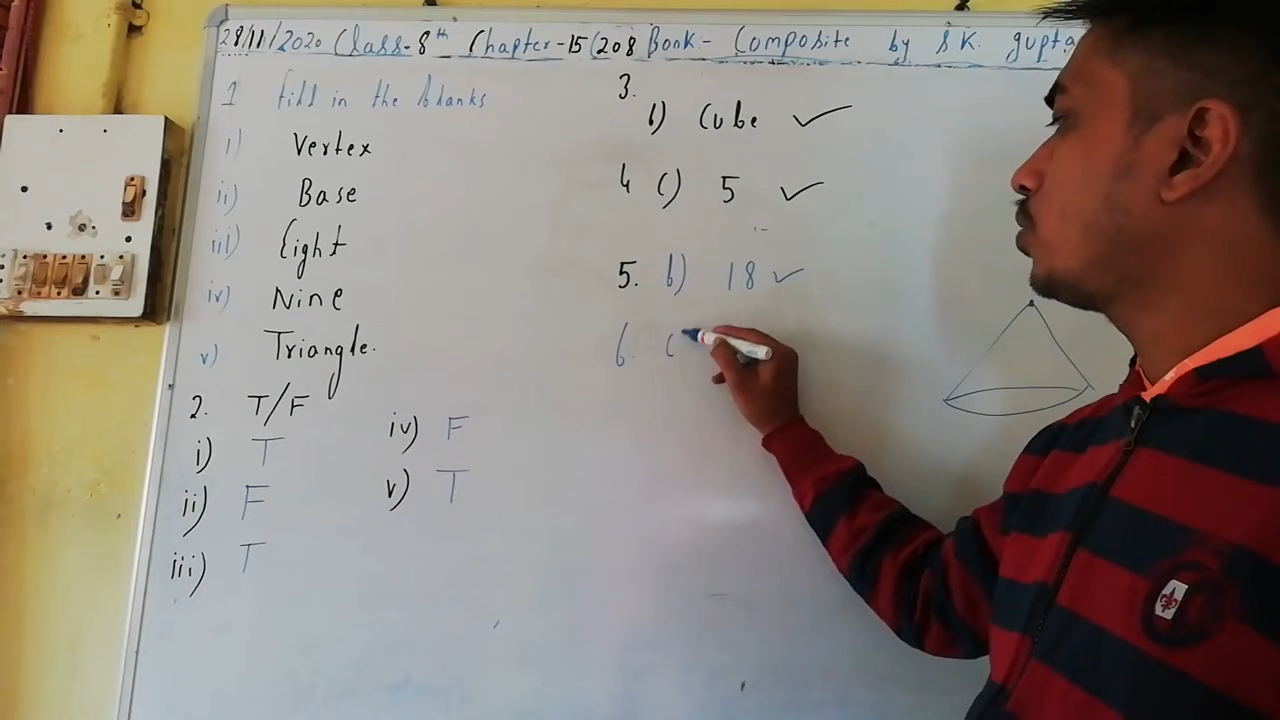 28/11/2020 Class-8th Chapter-15(208 Book- Composite by S.K. gupta
1 fill in the blanks
i) Vertex
ii) Base
iii) Eight
iv) Nine
v) Triangle.
2. T/F
i) T
ii) F
iii) T
iv) F
v) T
3.
b) Cube ✓
4 c) 5 ✓
5. b) 18 ✓
6. c